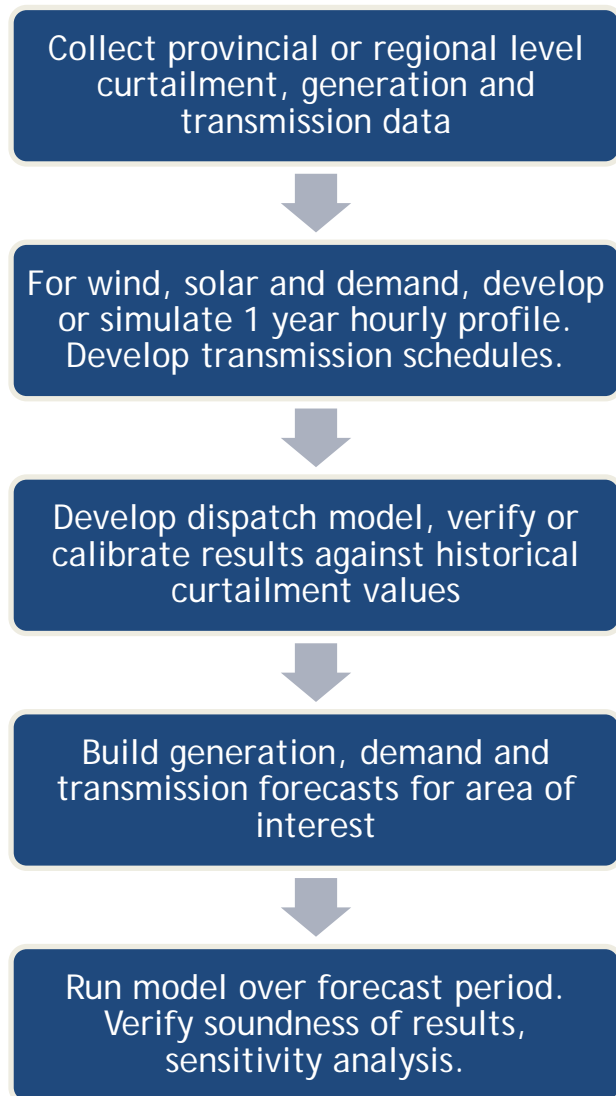 Collect provincial or regional level
curtailment, generation and
transmission data
For wind, solar and demand, develop
or simulate 1 year hourly profile.
Develop transmission schedules.
Develop dispatch model, verify or
calibrate results against historical
curtailment values
Build generation, demand and
transmission forecasts for area of
interest
Run model over forecast period.
Verify soundness of results,
sensitivity analysis.